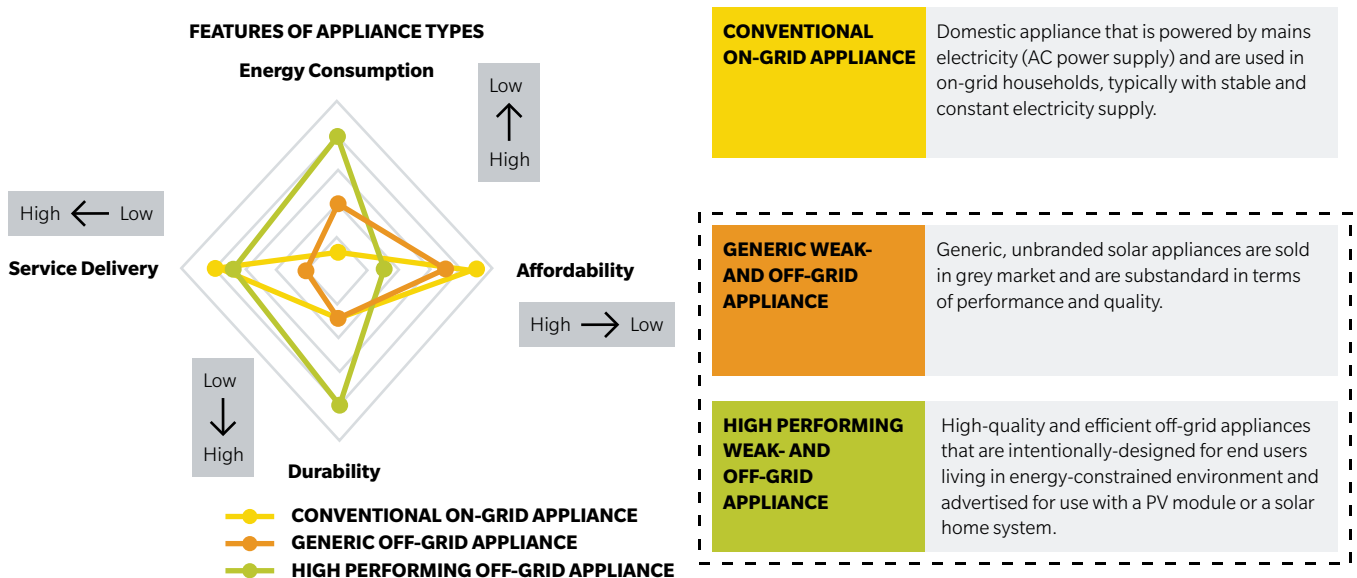 FEATURES OF APPLIANCE TYPES
Energy Consumption
Low
High
High
Low
Service Delivery
Affordability
High
Low
Low
High
Durability
CONVENTIONAL ON-GRID APPLIANCE
GENERIC OFF-GRID APPLIANCE
HIGH PERFORMING OFF-GRID APPLIANCE
CONVENTIONAL
ON-GRID APPLIANCE
Domestic appliance that is powered by mains
electricity (AC power supply) and are used in
on-grid households, typically with stable and
constant electricity supply.
GENERIC WEAK-
AND OFF-GRID
APPLIANCE
Generic, unbranded solar appliances are sold
in grey market and are substandard in terms
of performance and quality.
HIGH PERFORMING
WEAK- AND
OFF-GRID
APPLIANCE
High-quality and efficient off-grid appliances
that are intentionally-designed for end users
living in energy-constrained environment and
advertised for use with a PV module or a solar
home system.